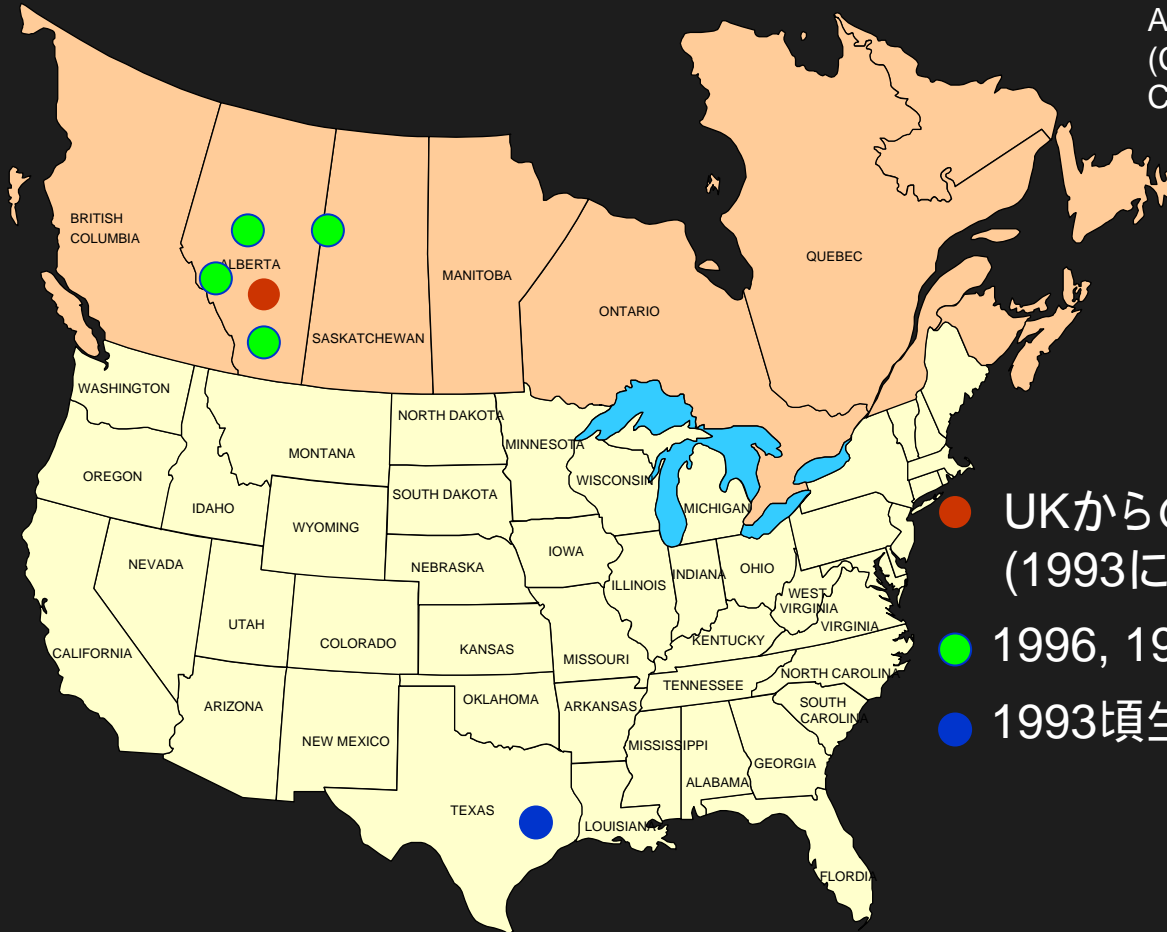 A
(C
C
BRITISH
COLUMBIA
ALBERTA
SASKATCHEWAN
MANITOBA
ONTARIO
QUEBEC
WASHINGTON
OREGON
IDAHO
MONTANA
NORTH DAKOTA
MINNESOTA
SOUTH DAKOTA
WISCONSIN
MICHIGAN
WYOMING
NEVADA
UTAH
CALIFORNIA
COLORADO
NEBRASKA
IOWA
ILLINOIS
INDIANA
OHIO
WEST
VIRGINIA
VIRGINIA
KENTUCKY
KANSAS
MISSOURI
NORTH CAROLINA
TENNESSEE
SOUTH
CAROLINA
ARIZONA
NEW MEXICO
OKLAHOMA
ARKANSAS
MISSISSIPPI
ALABAMA
GEORGIA
TEXAS
LOUISIANA
FLORDIA
UKから
(1993に
1996, 19
1993頃生